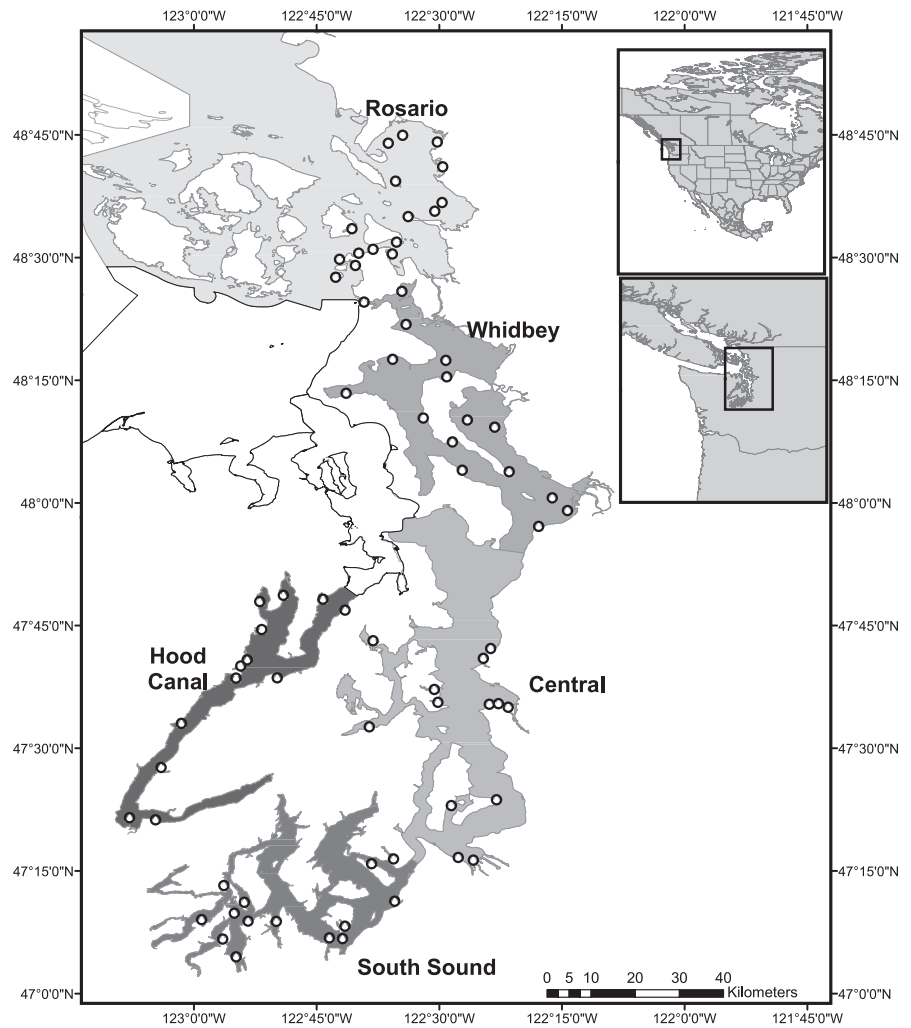 123°0'0"W 122°45'0"W 122°30'0"W 122°15'0"W 122°0'0"W 121°45'0"W
Rosario
48°45'0"N 48°45'0"N
48°30'0"N 48°30'0"N
Whidbey
48°15'0"N 48°15'0"N
48°0'0"N 48°0'0"N
47°45'0"N 47°45'0"N
Hood
Canal
Central
47°30'0"N 47°30'0"N
47°15'0"N 47°15'0"N
South Sound
0 5 10 20 30 40
Kilometers
47°0'0"N 47°0'0"N
123°0'0"W 122°45'0"W 122°30'0"W 122°15'0"W 122°0'0"W 121°45'0"W